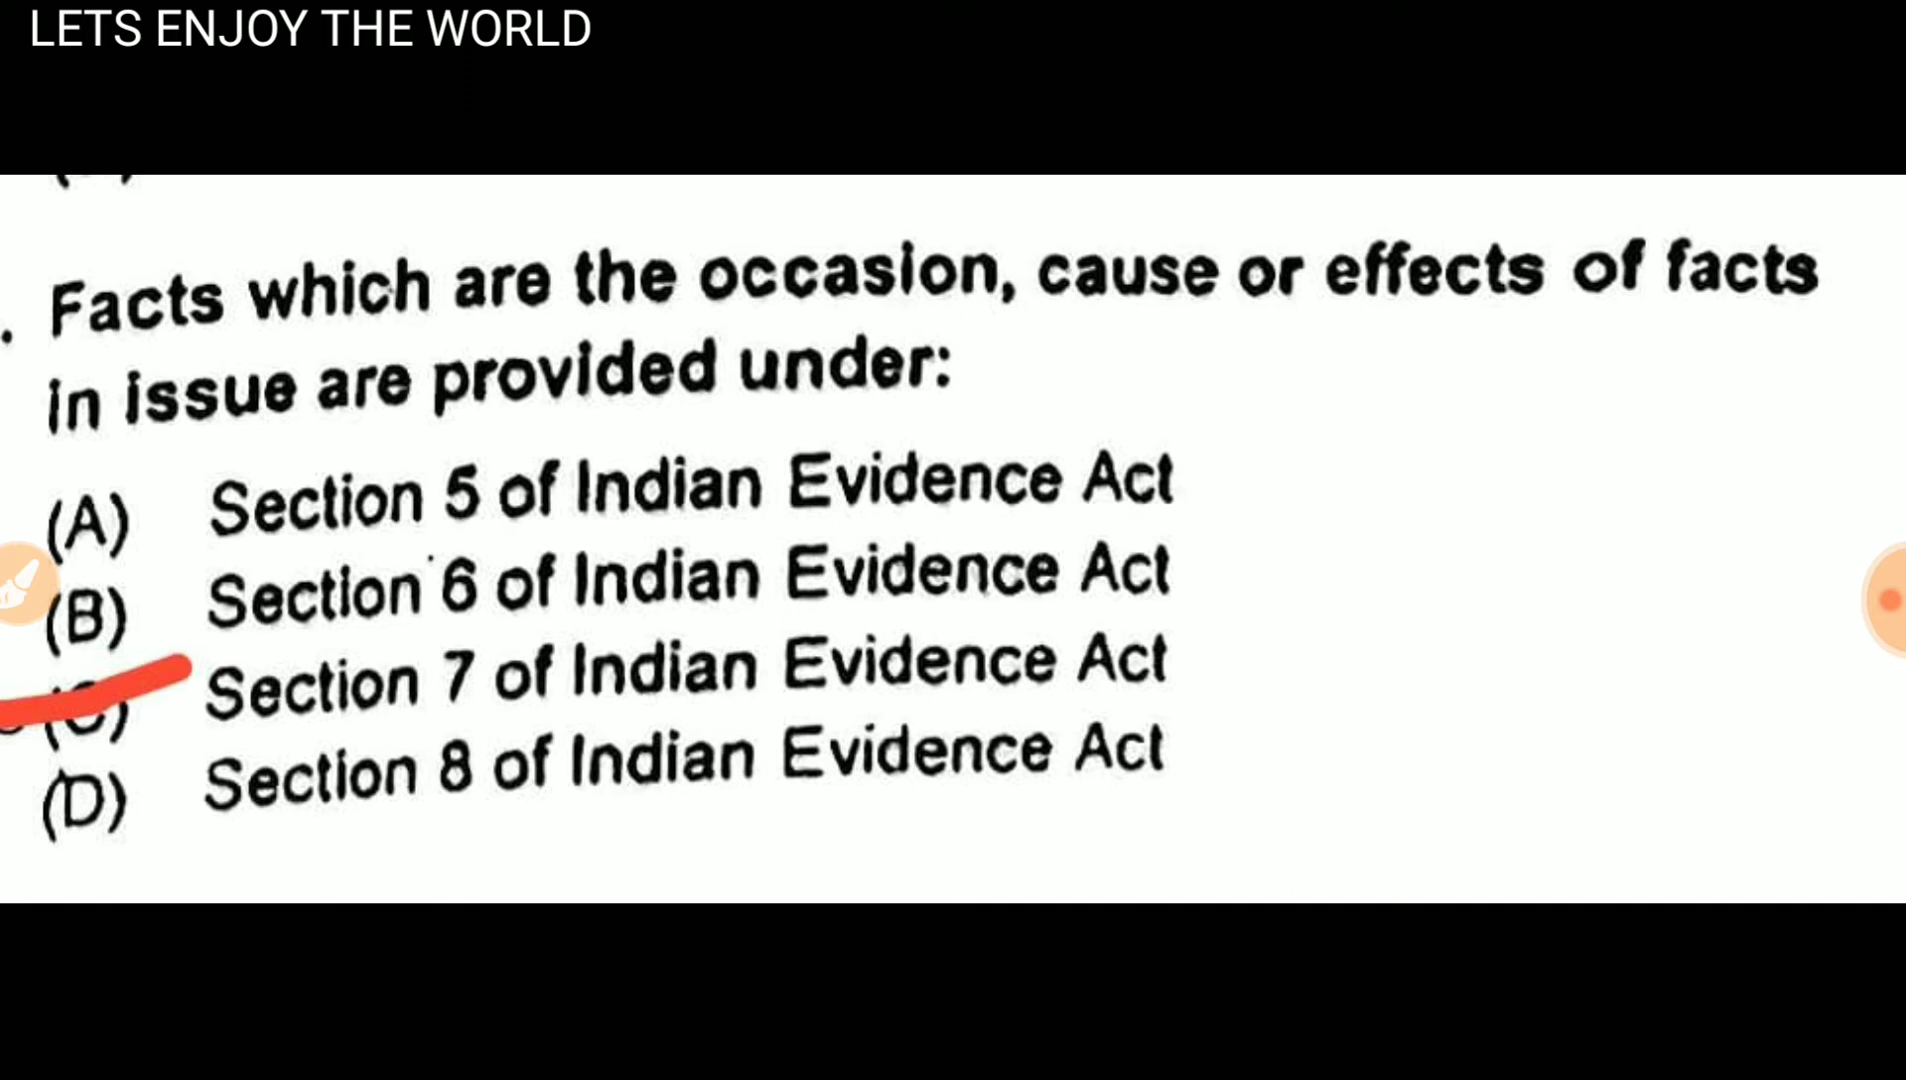 LETS ENJOY THE WORLD
. Facts which are the occasion, cause or effects of facts
in issue are provided under:
(A) Section 5 of Indian Evidence Act
(B) Section 6 of Indian Evidence Act
(C) Section 7 of Indian Evidence Act
(D) Section 8 of Indian Evidence Act